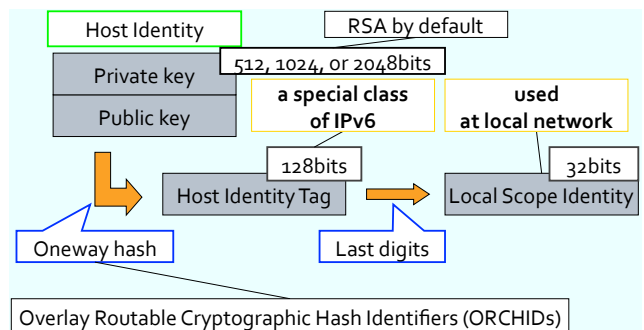 Host Identity
RSA by default
Private key
512, 1024, or 2048bits
Public key
a special class
of IPv6
used
at local network
128bits
32bits
Host Identity Tag
Local Scope Identity
Oneway hash
Last digits
Overlay Routable Cryptographic Hash Identifiers (ORCHIDs)